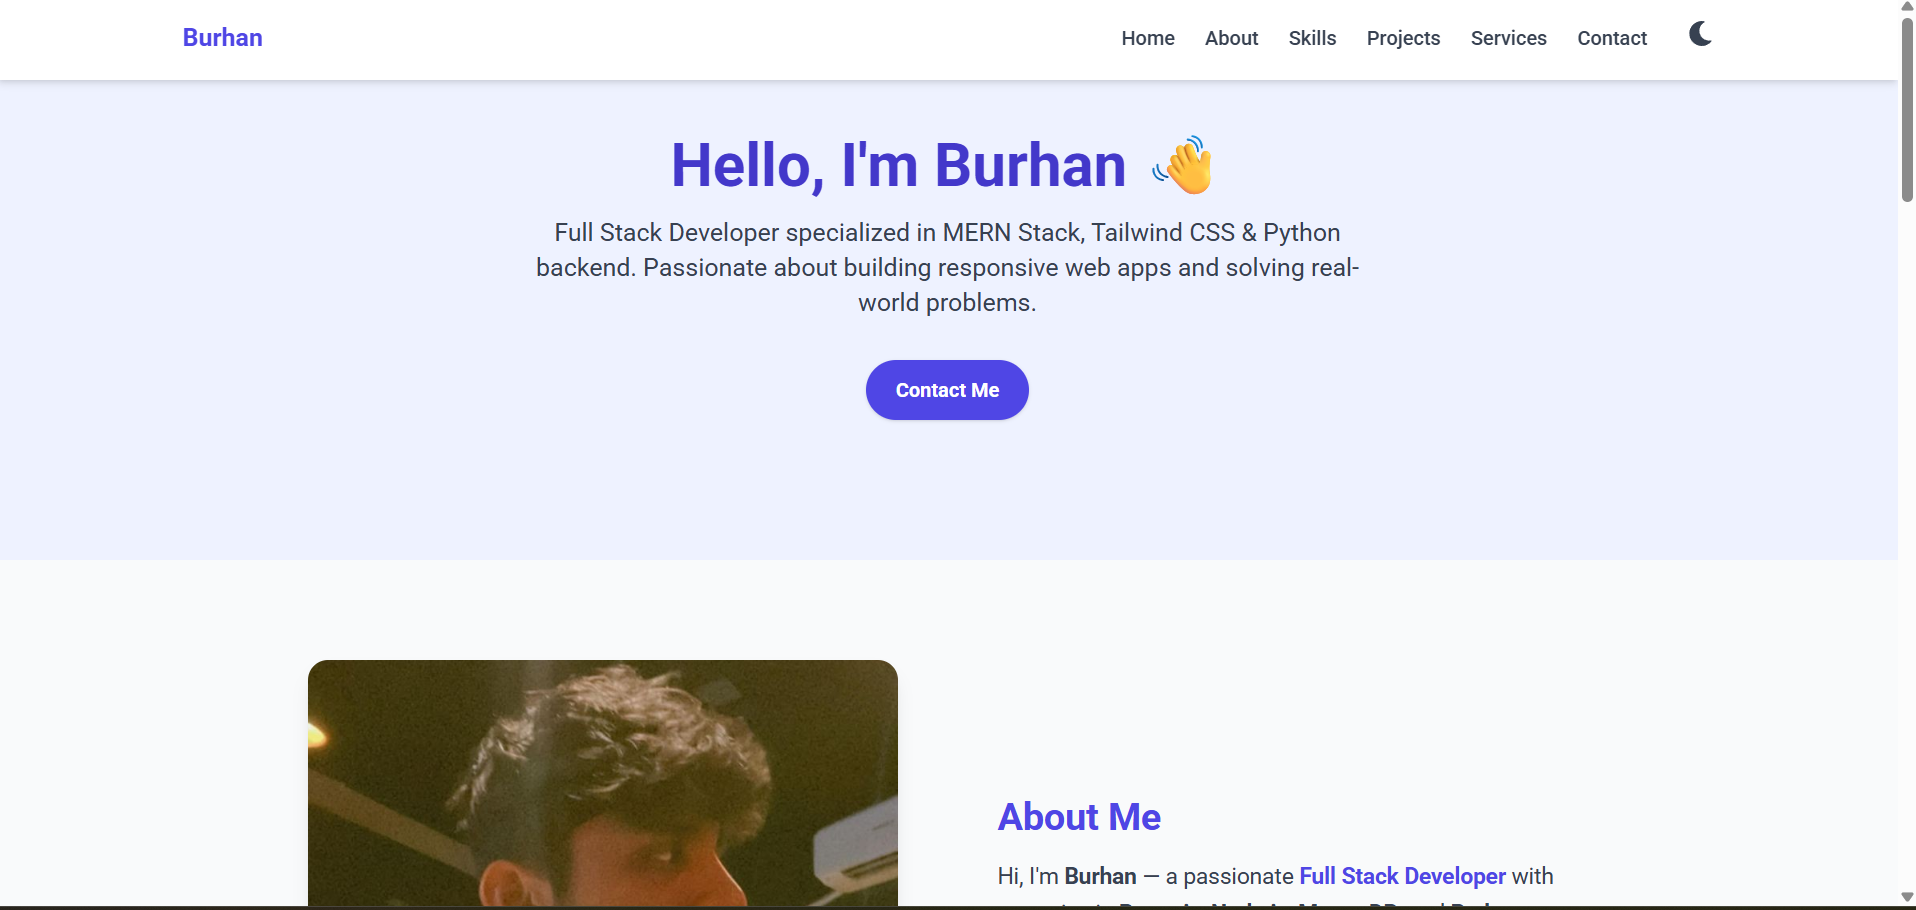 Burhan
Home About Skills Projects Services Contact
Hello, I'm Burhan 👋
Full Stack Developer specialized in MERN Stack, Tailwind CSS & Python
backend. Passionate about building responsive web apps and solving real-
world problems.
Contact Me
About Me
Hi, I'm Burhan — a passionate Full Stack Developer with